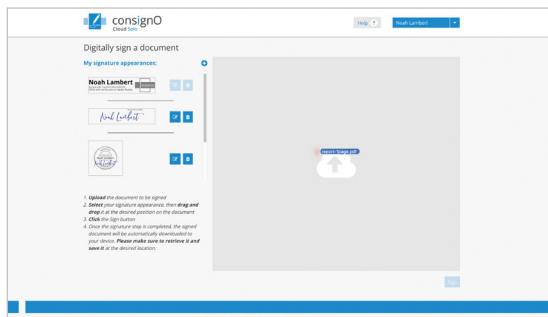 consignO
Cloud Solo
Help ?
Noah Lambert
Digitally sign a document
My signature appearances:
Noah Lambert
Noah Lambert
report-1page.pdf
1. Upload the document to be signed
2. Select your signature appearance, then drag and
drop it at the desired position on the document
3. Click the Sign button
4. Once the signature step is completed, the signed
document will be automatically downloaded to
your device. Please make sure to retrieve it and
save it at the desired location.
Sign